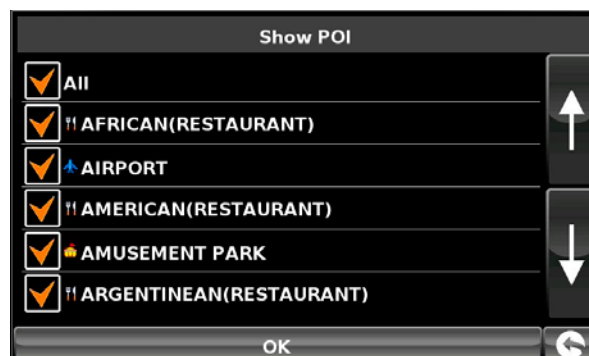 Show POI
All
AFRICAN(RESTAURANT)
AIRPORT
AMERICAN(RESTAURANT)
AMUSEMENT PARK
ARGENTINEAN(RESTAURANT)
OK